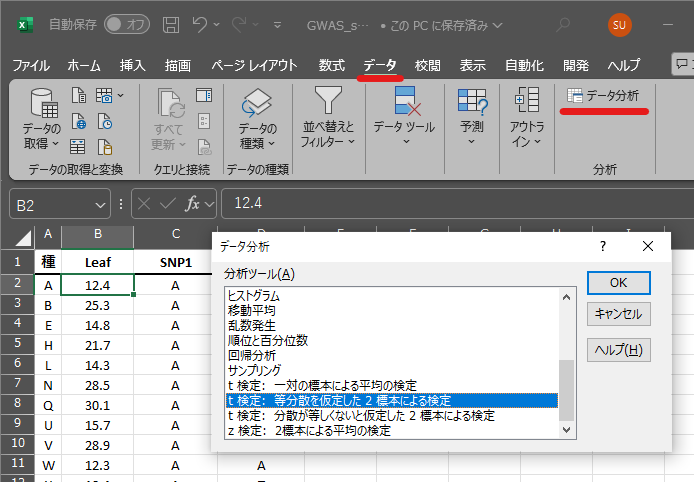 自動保存 オフ GWAS_s… • この PC に保存済み SU
ファイル ホーム 挿入 描画 ページ レイアウト 数式 データ 校閲 表示 自動化 開発 ヘルプ
データの取得 すべて更新 データの種類 並べ替えとフィルター データ ツール 予測 アウトライン データ分析
データの取得と変換 クエリと接続 データの種類 分析
B2 fx 12.4
A B C
1 種 Leaf SNP1
2 A 12.4 A
3 B 25.3 A
4 E 14.8 A
5 H 21.7 A
6 L 14.3 A
7 N 28.5 A
8 Q 30.1 A
9 U 15.7 A
10 V 28.9 A
11 W 12.3 A A
データ分析 ?
分析ツール(A)
ヒストグラム
移動平均
乱数発生
順位と百分位数
回帰分析
サンプリング
t 検定: 一対の標本による平均の検定
t 検定: 等分散を仮定した 2 標本による検定
t 検定: 分散が等しくないと仮定した 2 標本による検定
z 検定: 2標本による平均の検定
OK
キャンセル
ヘルプ(H)